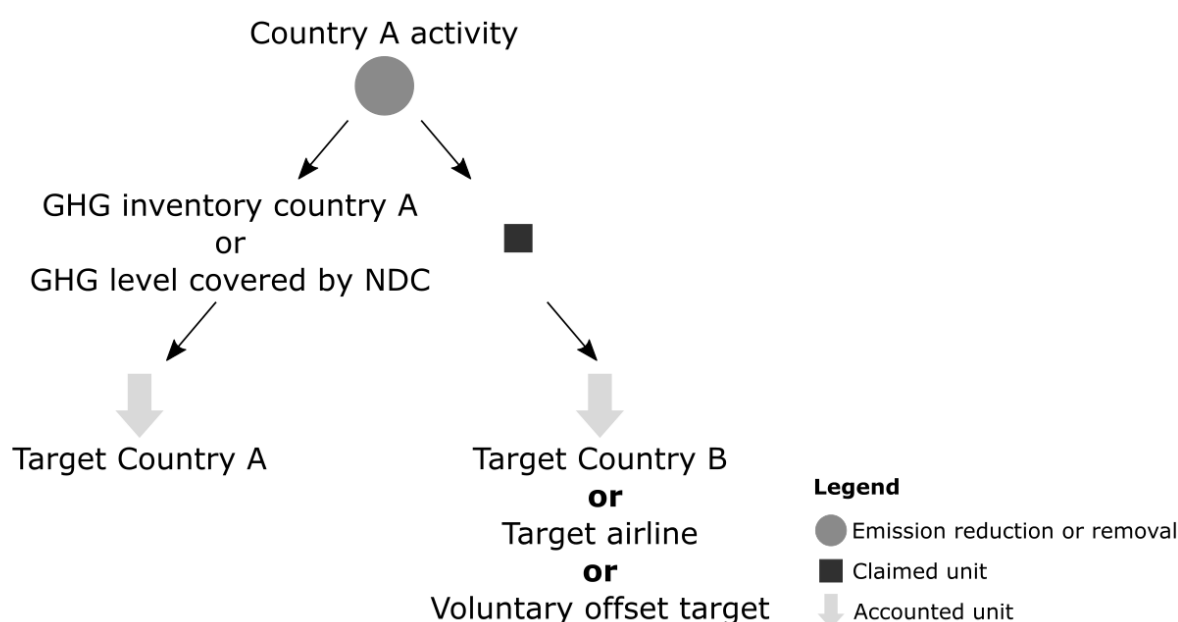 Country A activity
GHG inventory country A
or
GHG level covered by NDC
Target Country A
Target Country B
or
Target airline
or
Voluntary offset target
Legend
Emission reduction or removal
Claimed unit
Accounted unit